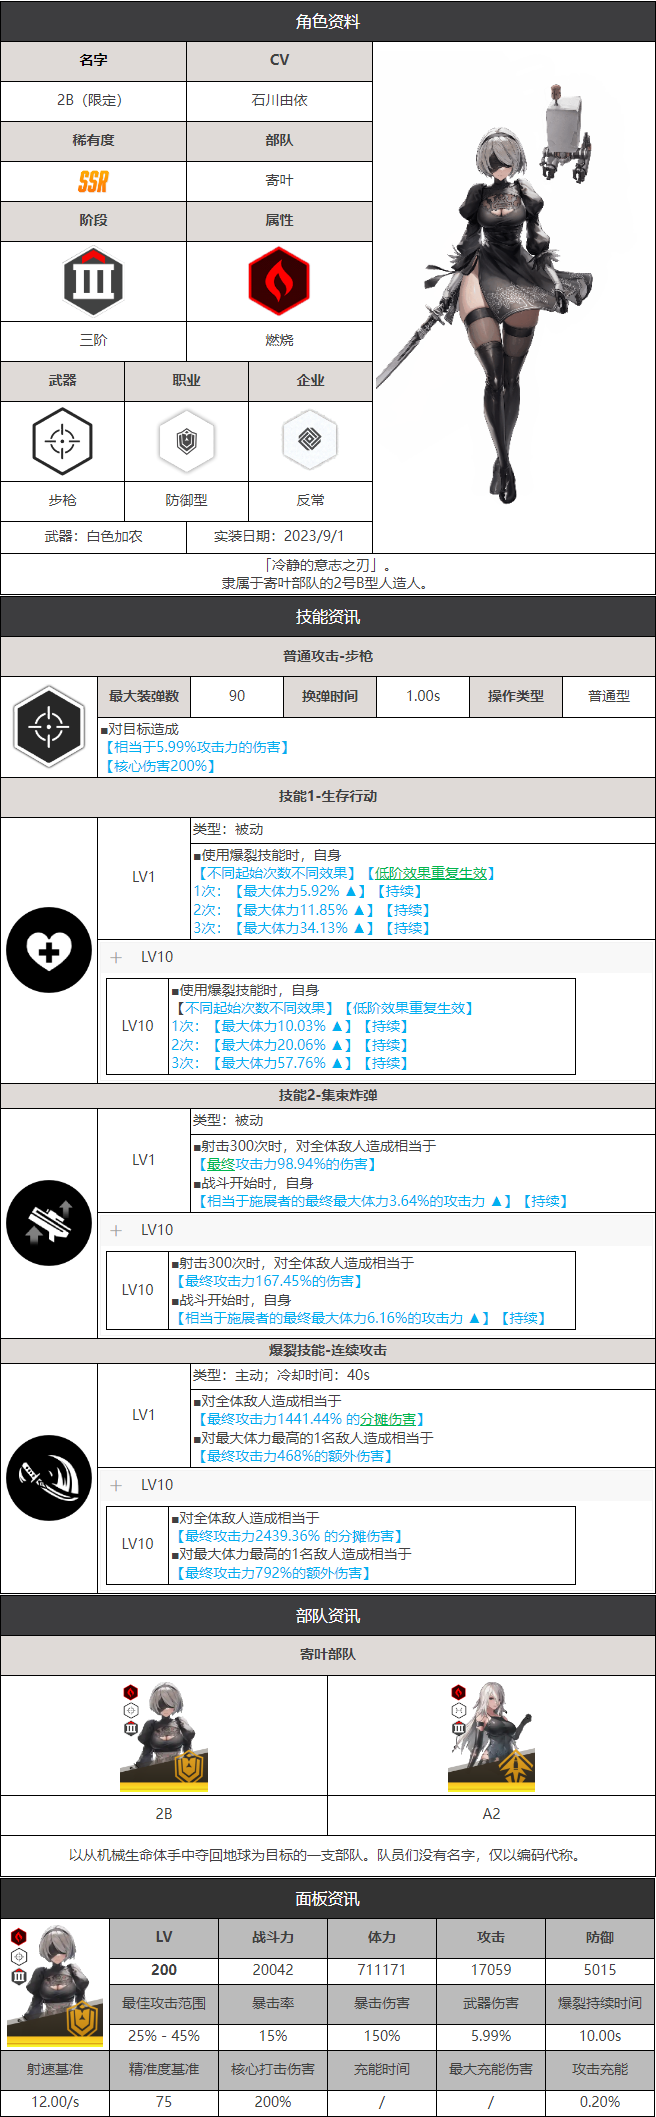 角色资料
名字
CV
2B（限定）
石川由依
稀有度
部队
SSR
寄叶
阶段
属性
三阶
燃烧
武器
职业
企业
步枪
防御型
反常
武器：白色加农
实装日期：2023/9/1
「冷静的意志之刃」。
隶属于寄叶部队的2号B型人造人。
技能资讯
普通攻击-步枪
最大装弹数
90
换弹时间
1.00s
操作类型
普通型
■对目标造成
【相当于5.99%攻击力的伤害】
【核心伤害200%】
技能1-生存行动
LV1
类型：被动
■使用爆裂技能时，自身
【不同起始次数不同效果】【低阶效果重复生效】
1次：【最大体力5.92% ▲】【持续】
2次：【最大体力11.85% ▲】【持续】
3次：【最大体力34.13% ▲】【持续】
+ LV10
LV10
■使用爆裂技能时，自身
【不同起始次数不同效果】【低阶效果重复生效】
1次：【最大体力10.03% ▲】【持续】
2次：【最大体力20.06% ▲】【持续】
3次：【最大体力57.76% ▲】【持续】
技能2-集束炸弹
LV1
类型：被动
■射击300次时，对全体敌人造成相当于
【最终攻击力98.94%的伤害】
■战斗开始时，自身
【相当于施展者的最终最大体力3.64%的攻击力 ▲】【持续】
+ LV10
LV10
■射击300次时，对全体敌人造成相当于
【最终攻击力167.45%的伤害】
■战斗开始时，自身
【相当于施展者的最终最大体力6.16%的攻击力 ▲】【持续】
爆裂技能-连续攻击
LV1
类型：主动；冷却时间：40s
■对全体敌人造成相当于
【最终攻击力1441.44% 的分摊伤害】
■对最大体力最高的1名敌人造成相当于
【最终攻击力468%的额外伤害】
+ LV10
LV10
■对全体敌人造成相当于
【最终攻击力2439.36% 的分摊伤害】
■对最大体力最高的1名敌人造成相当于
【最终攻击力792%的额外伤害】
部队资讯
寄叶部队
2B
A2
以从机械生命体手中夺回地球为目标的一支部队。队员们没有名字，仅以编码代称。
面板资讯
LV
战斗力
体力
攻击
防御
200
20042
711171
17059
5015
最佳攻击范围
暴击率
暴击伤害
武器伤害
爆裂持续时间
25% - 45%
15%
150%
5.99%
10.00s
射速基准
精准度基准
核心打击伤害
充能时间
最大充能伤害
攻击充能
12.00/s
75
200%
/
/
0.20%